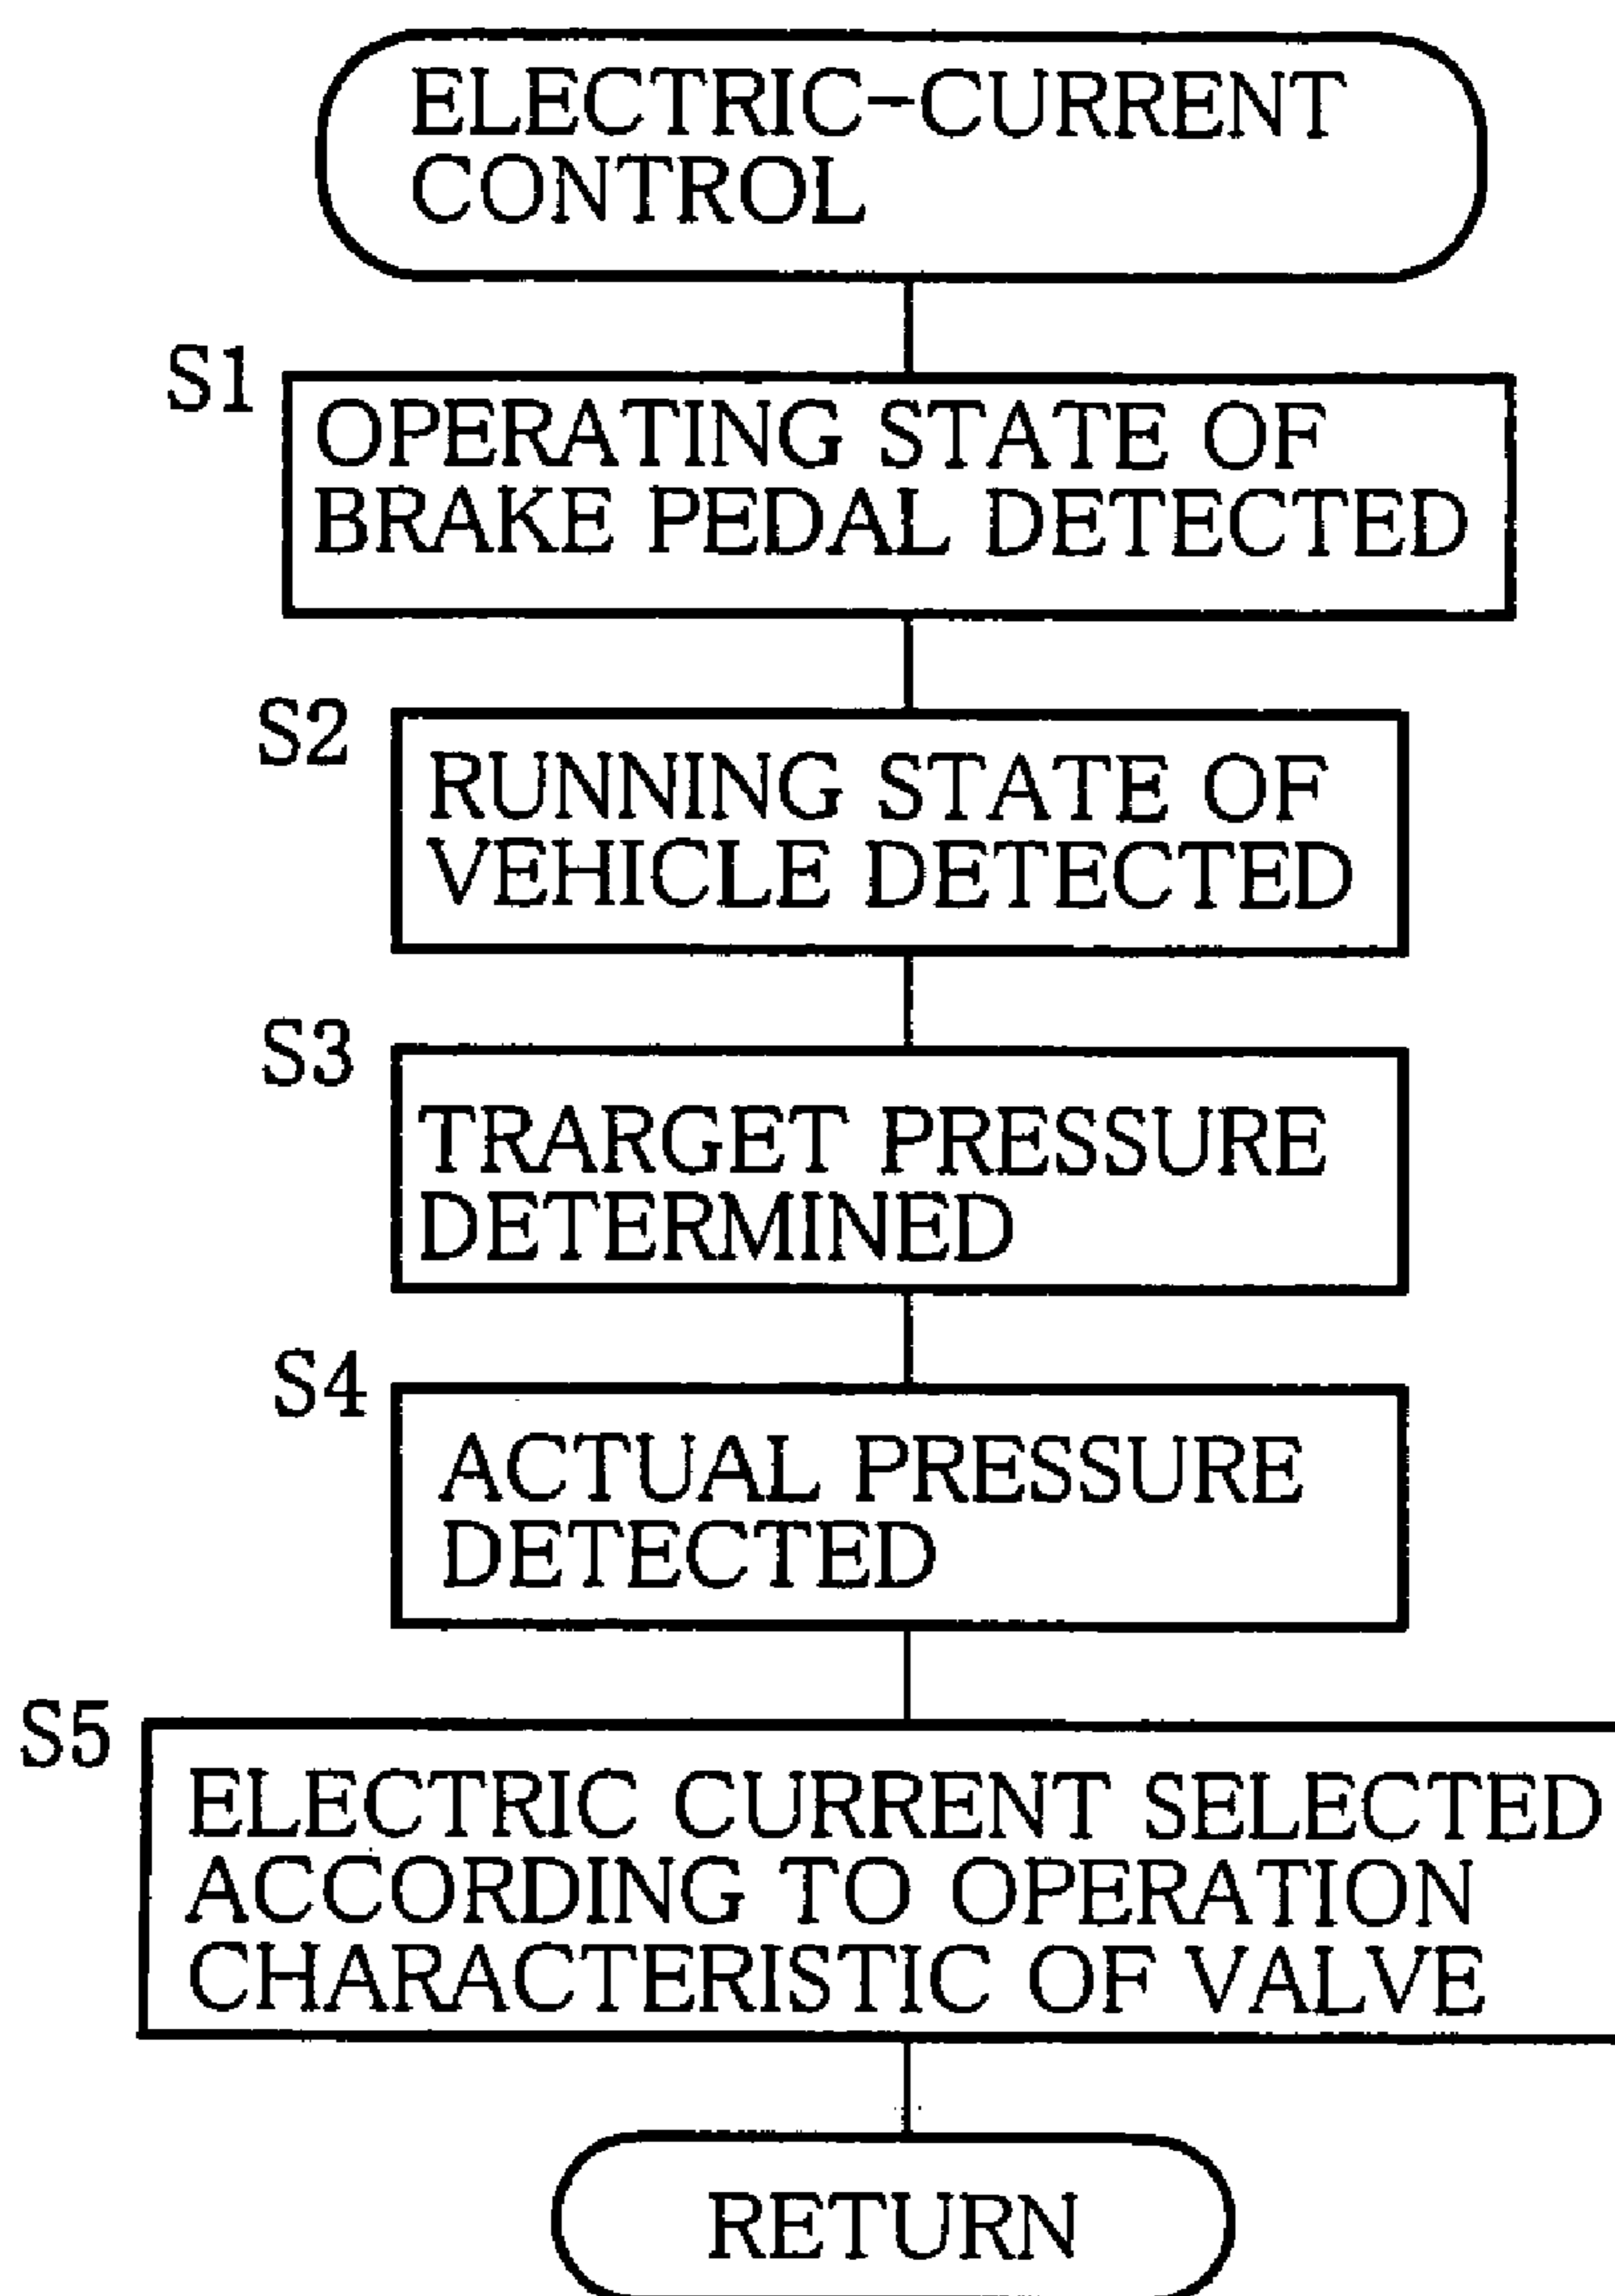 ELECTRIC-CURRENT
CONTROL
S1
OPERATING STATE OF
BRAKE PEDAL DETECTED
S2
RUNNING STATE OF
VEHICLE DETECTED
S3
TRARGET PRESSURE
DETERMINED
S4
ACTUAL PRESSURE
DETECTED
S5
ELECTRIC CURRENT SELECTED
ACCORDING TO OPERATION
CHARACTERISTIC OF VALVE
RETURN